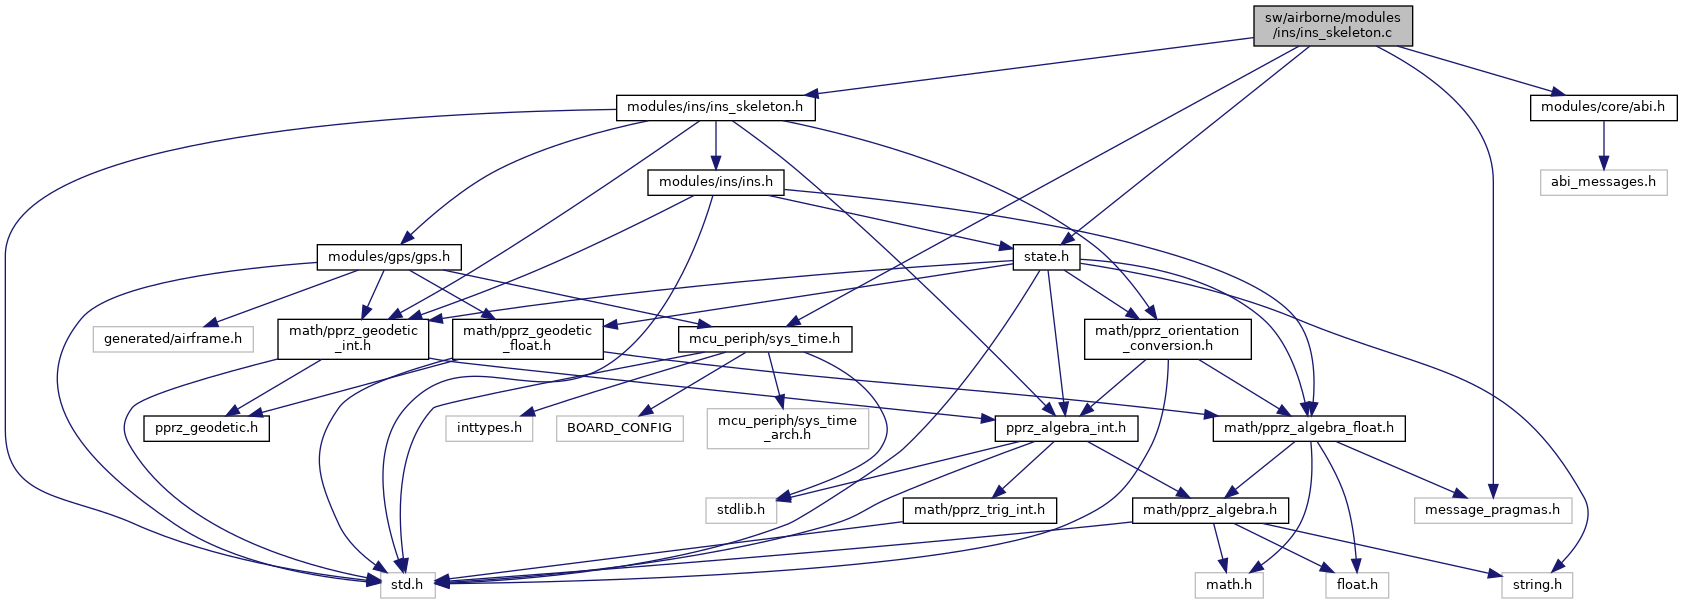 sw/airborne/modules
/ins/ins_skeleton.c
modules/ins/ins_skeleton.h
modules/core/abi.h
modules/ins/ins.h
abi_messages.h
modules/gps/gps.h
state.h
generated/airframe.h
math/pprz_geodetic
_int.h
math/pprz_geodetic
_float.h
mcu_periph/sys_time.h
math/pprz_orientation
_conversion.h
pprz_geodetic.h
inttypes.h
BOARD_CONFIG
mcu_periph/sys_time
_arch.h
pprz_algebra_int.h
math/pprz_algebra_float.h
stdlib.h
math/pprz_trig_int.h
math/pprz_algebra.h
message_pragmas.h
std.h
math.h
float.h
string.h